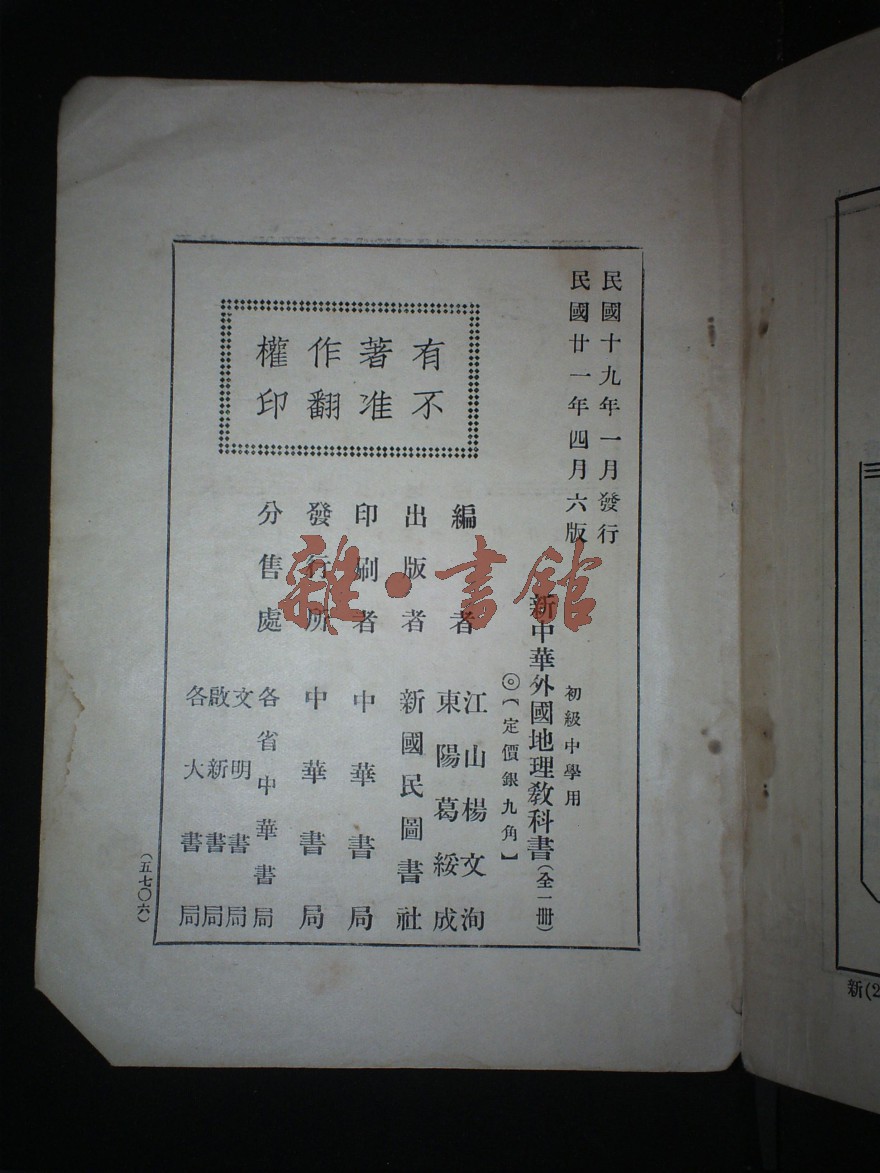 民國十九年一月發行
民國廿一年四月六版
初級中學用
新中華外國地理教科書(全一冊)
◎【定價銀九角】
有不
著准
作翻
權印
編者
江山楊文洵
東陽葛綏成
出版者
新國民圖書社
印刷者
中華書局
發行所
中華書局
分售處
各省中華書局
文明書局
啟新書局
各大書局
(五七〇六)
雜·書館
新(2